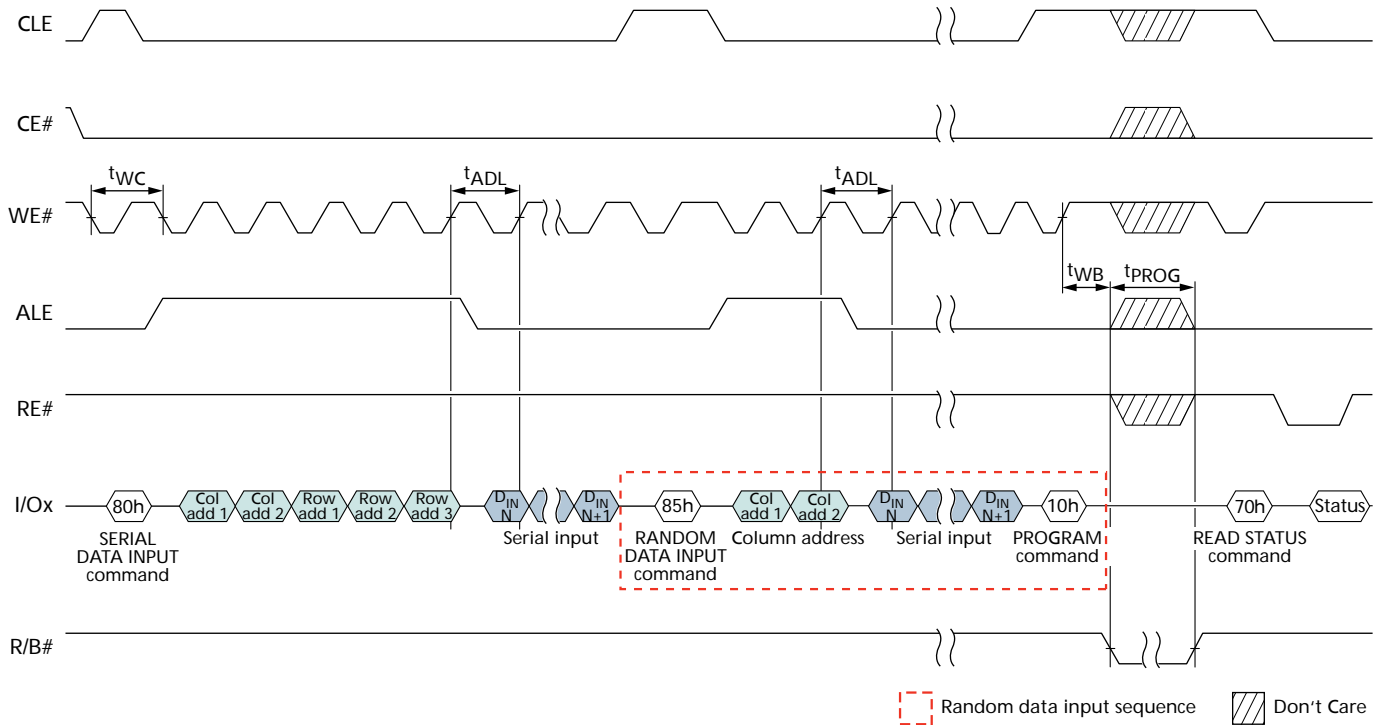 CLE
CE#
tWC
tADL
tADL
WE#
tWB
tPROG
ALE
RE#
I/Ox
80h
Col add 1
Col add 2
Row add 1
Row add 2
Row add 3
DIN N
DIN N+1
85h
Col add 1
Col add 2
DIN N
DIN N+1
10h
70h
Status
SERIAL
DATA INPUT
command
Serial input
RANDOM
DATA INPUT
command
Column address
Serial input
PROGRAM
command
READ STATUS
command
R/B#
Random data input sequence
Don't Care